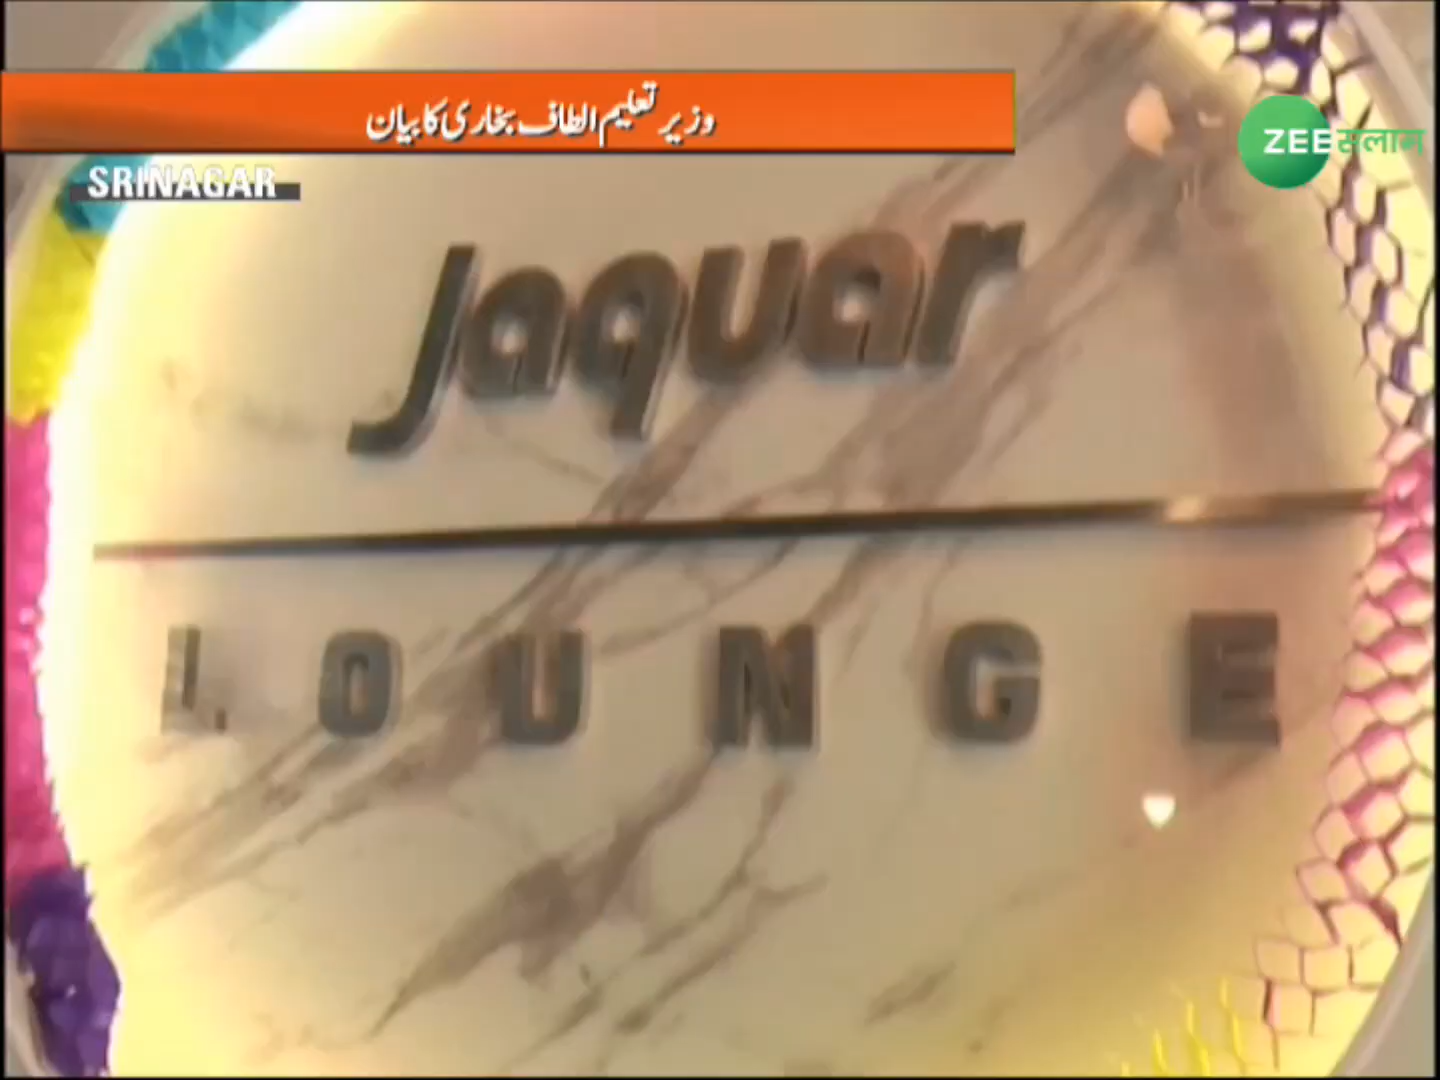 وزیر تعلیم الطاف بخاری کا بیان
ZEE सलाम
SRINAGAR
Jaquar
LOUNGE